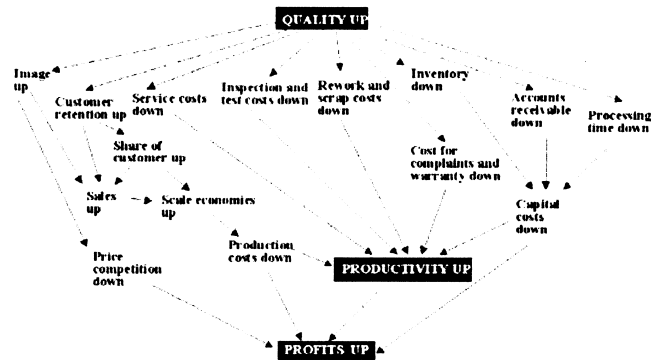 QUALITY UP
Image
up
Customer
retention up
Service costs
down
Inspection and
test costs down
Rework and
scrap costs
down
Inventory
down
Accounts
receivable
down
Processing
time down
Share of
customer up
Cost for
complaints and
warranty down
Sales
up
Scale economies
up
Capital
costs
down
Price
competition
down
Production
costs down
PRODUCTIVITY UP
PROFITS UP